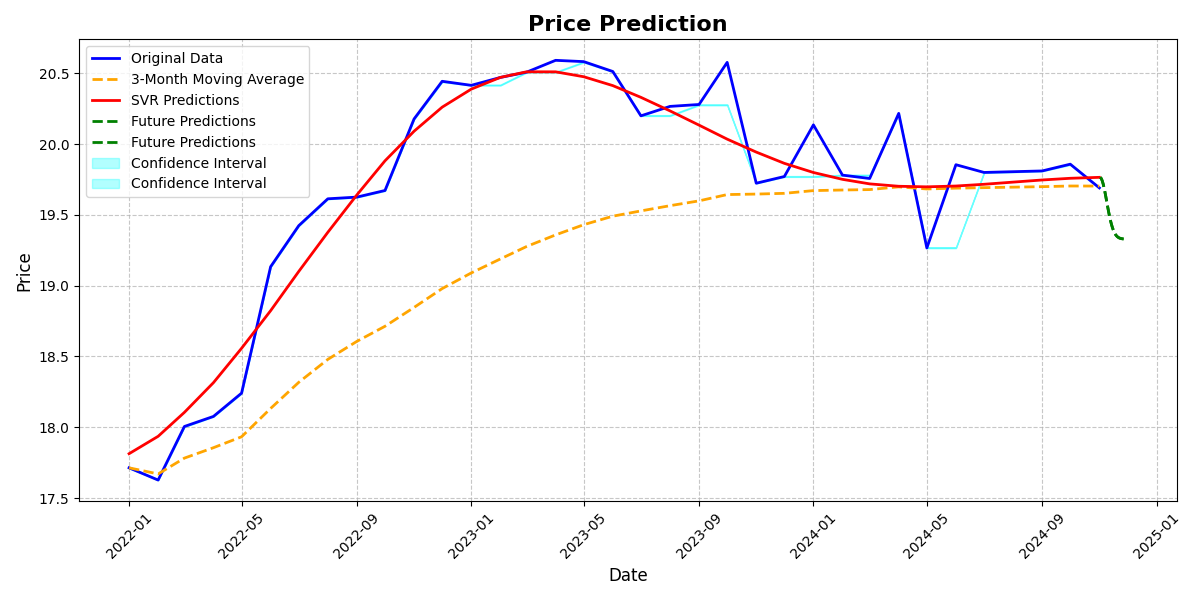 Price Prediction
Original Data
3-Month Moving Average
SVR Predictions
Future Predictions
Future Predictions
Confidence Interval
Confidence Interval
Price
20.5
20.0
19.5
19.0
18.5
18.0
17.5
2022-01
2022-05
2022-09
2023-01
2023-05
2023-09
2024-01
2024-05
2024-09
2025-01
Date